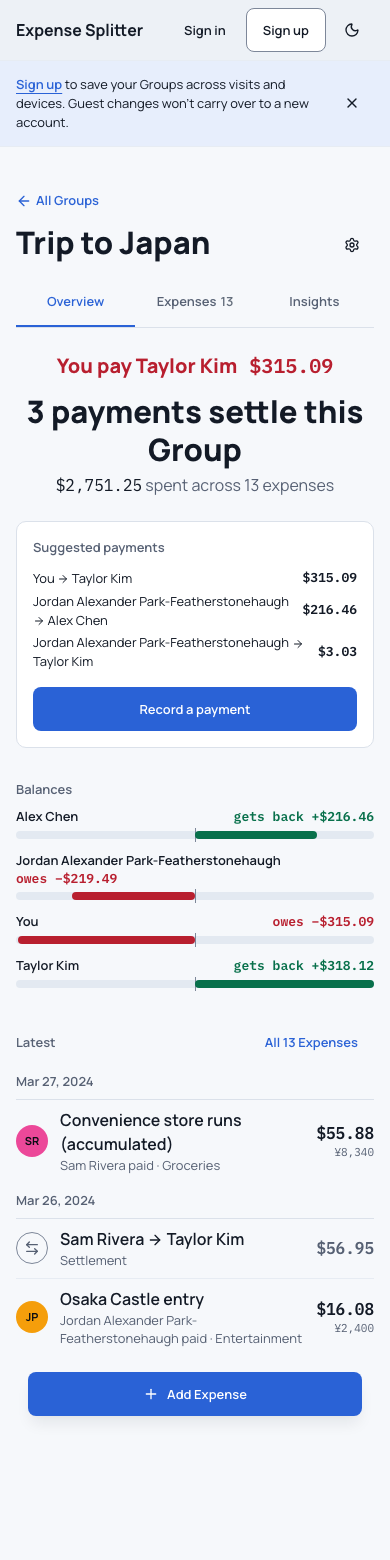 Expense Splitter
Sign in
Sign up
Sign up to save your Groups across visits and
devices. Guest changes won't carry over to a new
account.
← All Groups
Trip to Japan
Overview
Expenses 13
Insights
You pay Taylor Kim $315.09
3 payments settle this
Group
$2,751.25 spent across 13 expenses
Suggested payments
You → Taylor Kim $315.09
Jordan Alexander Park-Featherstonehaugh
→ Alex Chen $216.46
Jordan Alexander Park-Featherstonehaugh →
Taylor Kim $3.03
Record a payment
Balances
Alex Chen gets back +$216.46
Jordan Alexander Park-Featherstonehaugh
owes −$219.49
You owes −$315.09
Taylor Kim gets back +$318.12
Latest
All 13 Expenses
Mar 27, 2024
SR
Convenience store runs
(accumulated)
$55.88
Sam Rivera paid · Groceries
¥8,340
Mar 26, 2024
Sam Rivera → Taylor Kim
$56.95
Settlement
JP
Osaka Castle entry
$16.08
Jordan Alexander Park-
Featherstonehaugh paid · Entertainment
¥2,400
+ Add Expense